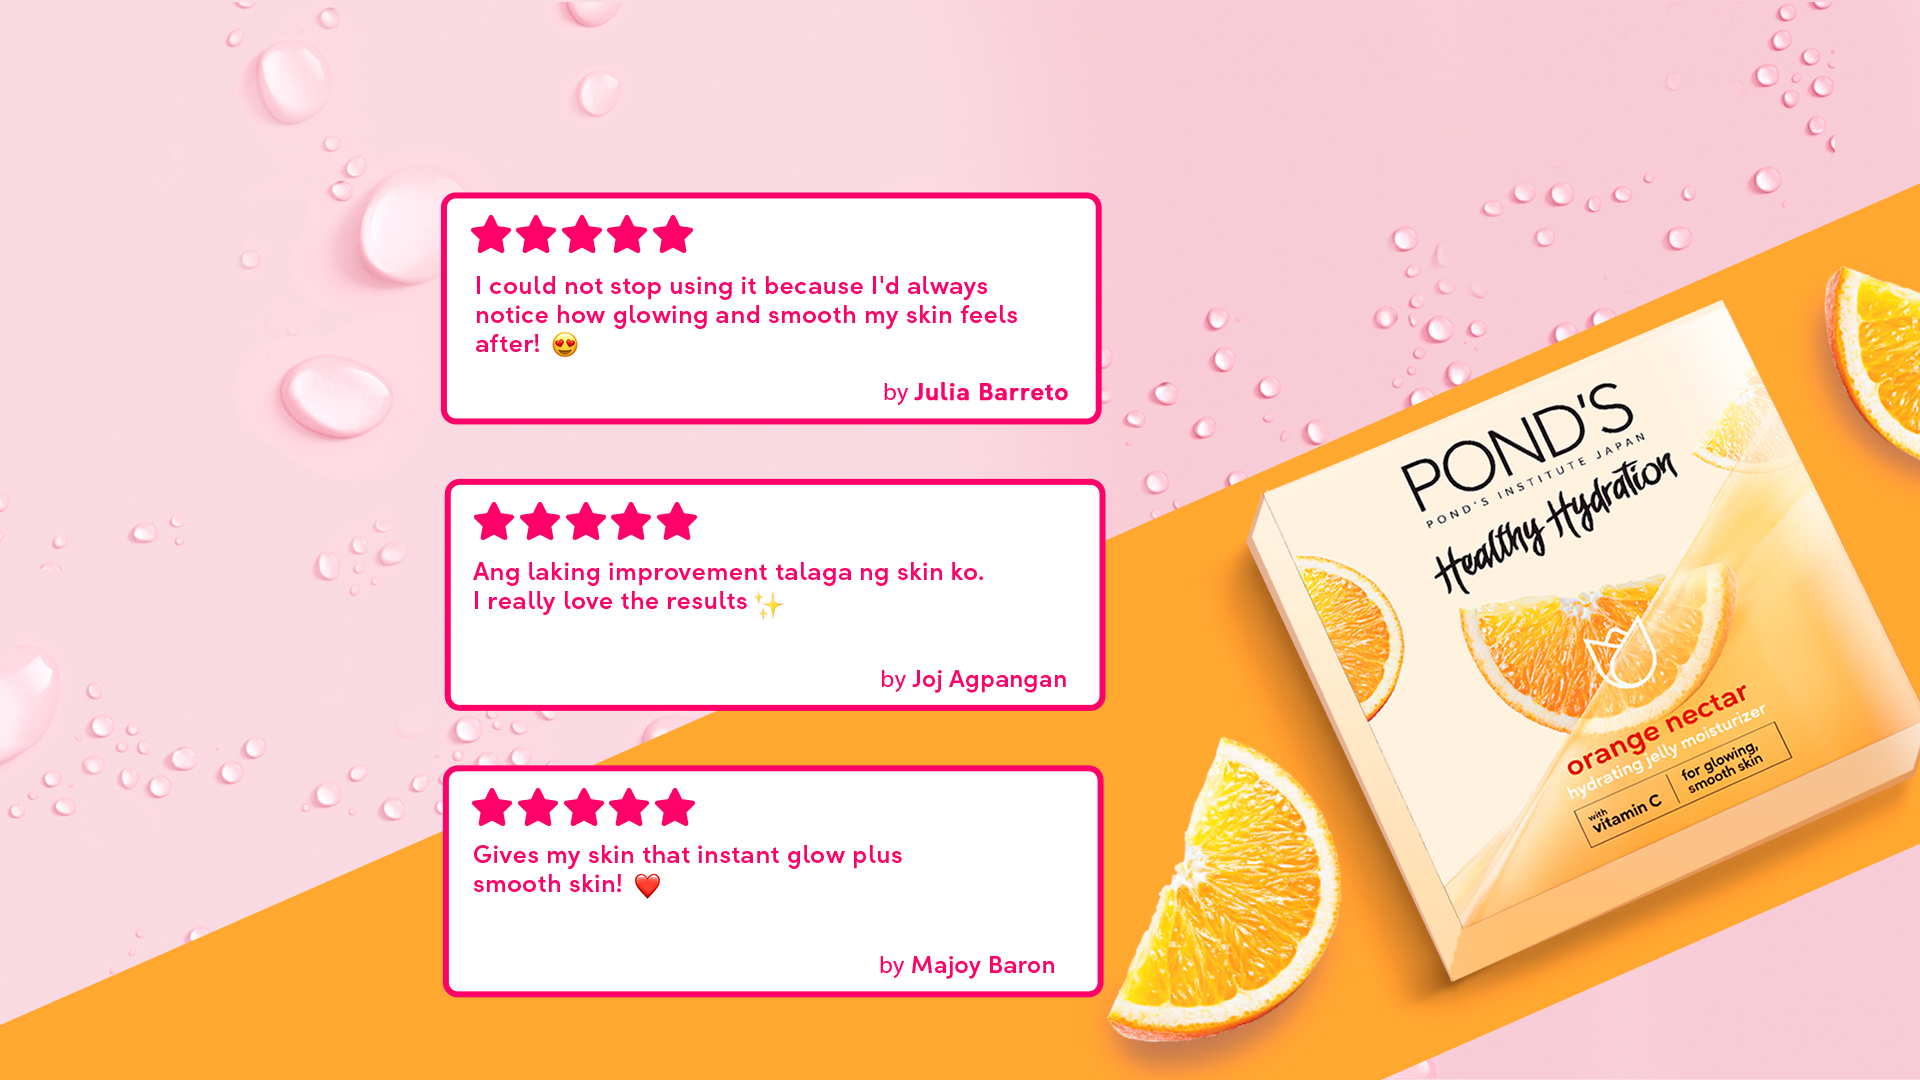 I could not stop using it because I'd always
notice how glowing and smooth my skin feels
after! 😍
by Julia Barreto
Ang laking improvement talaga ng skin ko.
I really love the results ✨
by Joj Agpangan
Gives my skin that instant glow plus
smooth skin! ❤️
by Majoy Baron
POND'S
POND'S INSTITUTE JAPAN
Healthy Hydration
orange nectar
hydrating jelly moisturizer
with
vitamin C
for glowing,
smooth skin